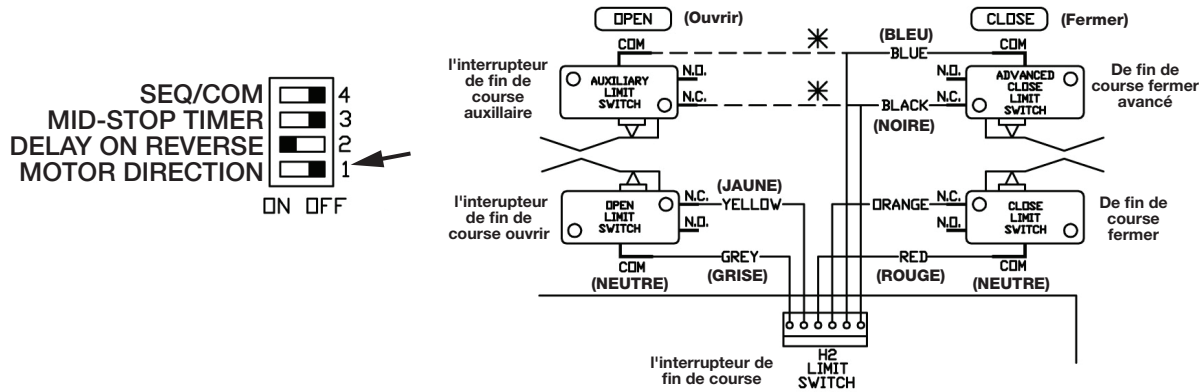 SEQ/COM 4
MID-STOP TIMER 3
DELAY ON REVERSE 2
MOTOR DIRECTION 1
ON OFF
OPEN (Ouvrir)
CLOSE (Fermer)
COM
(BLEU)
BLUE
COM
l'interrupteur
de fin de
course
auxillaire
AUXILIARY
LIMIT
SWITCH
N.O.
N.C.
BLACK
(NOIRE)
N.O.
N.C.
ADVANCED
CLOSE
LIMIT
SWITCH
De fin de
course fermer
avancé
l'interupteur
de fin de
course ouvrir
OPEN
LIMIT
SWITCH
N.C.
N.O.
(JAUNE)
YELLOW
ORANGE
N.C.
N.O.
CLOSE
LIMIT
SWITCH
De fin de
course
fermer
COM
(NEUTRE)
GREY
(GRISE)
RED
(ROUGE)
COM
(NEUTRE)
l'interrupteur de
fin de course
H2
LIMIT
SWITCH